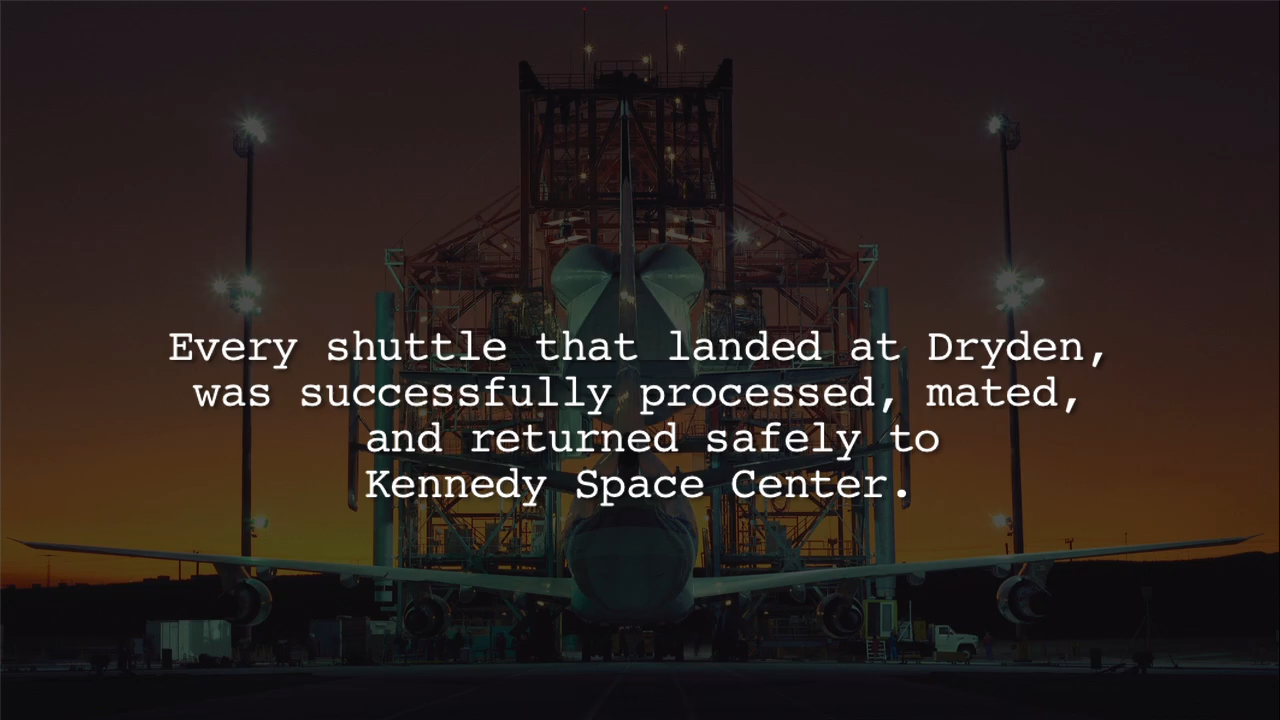 Every shuttle that landed at Dryden,
was successfully processed, mated,
and returned safely to
Kennedy Space Center.